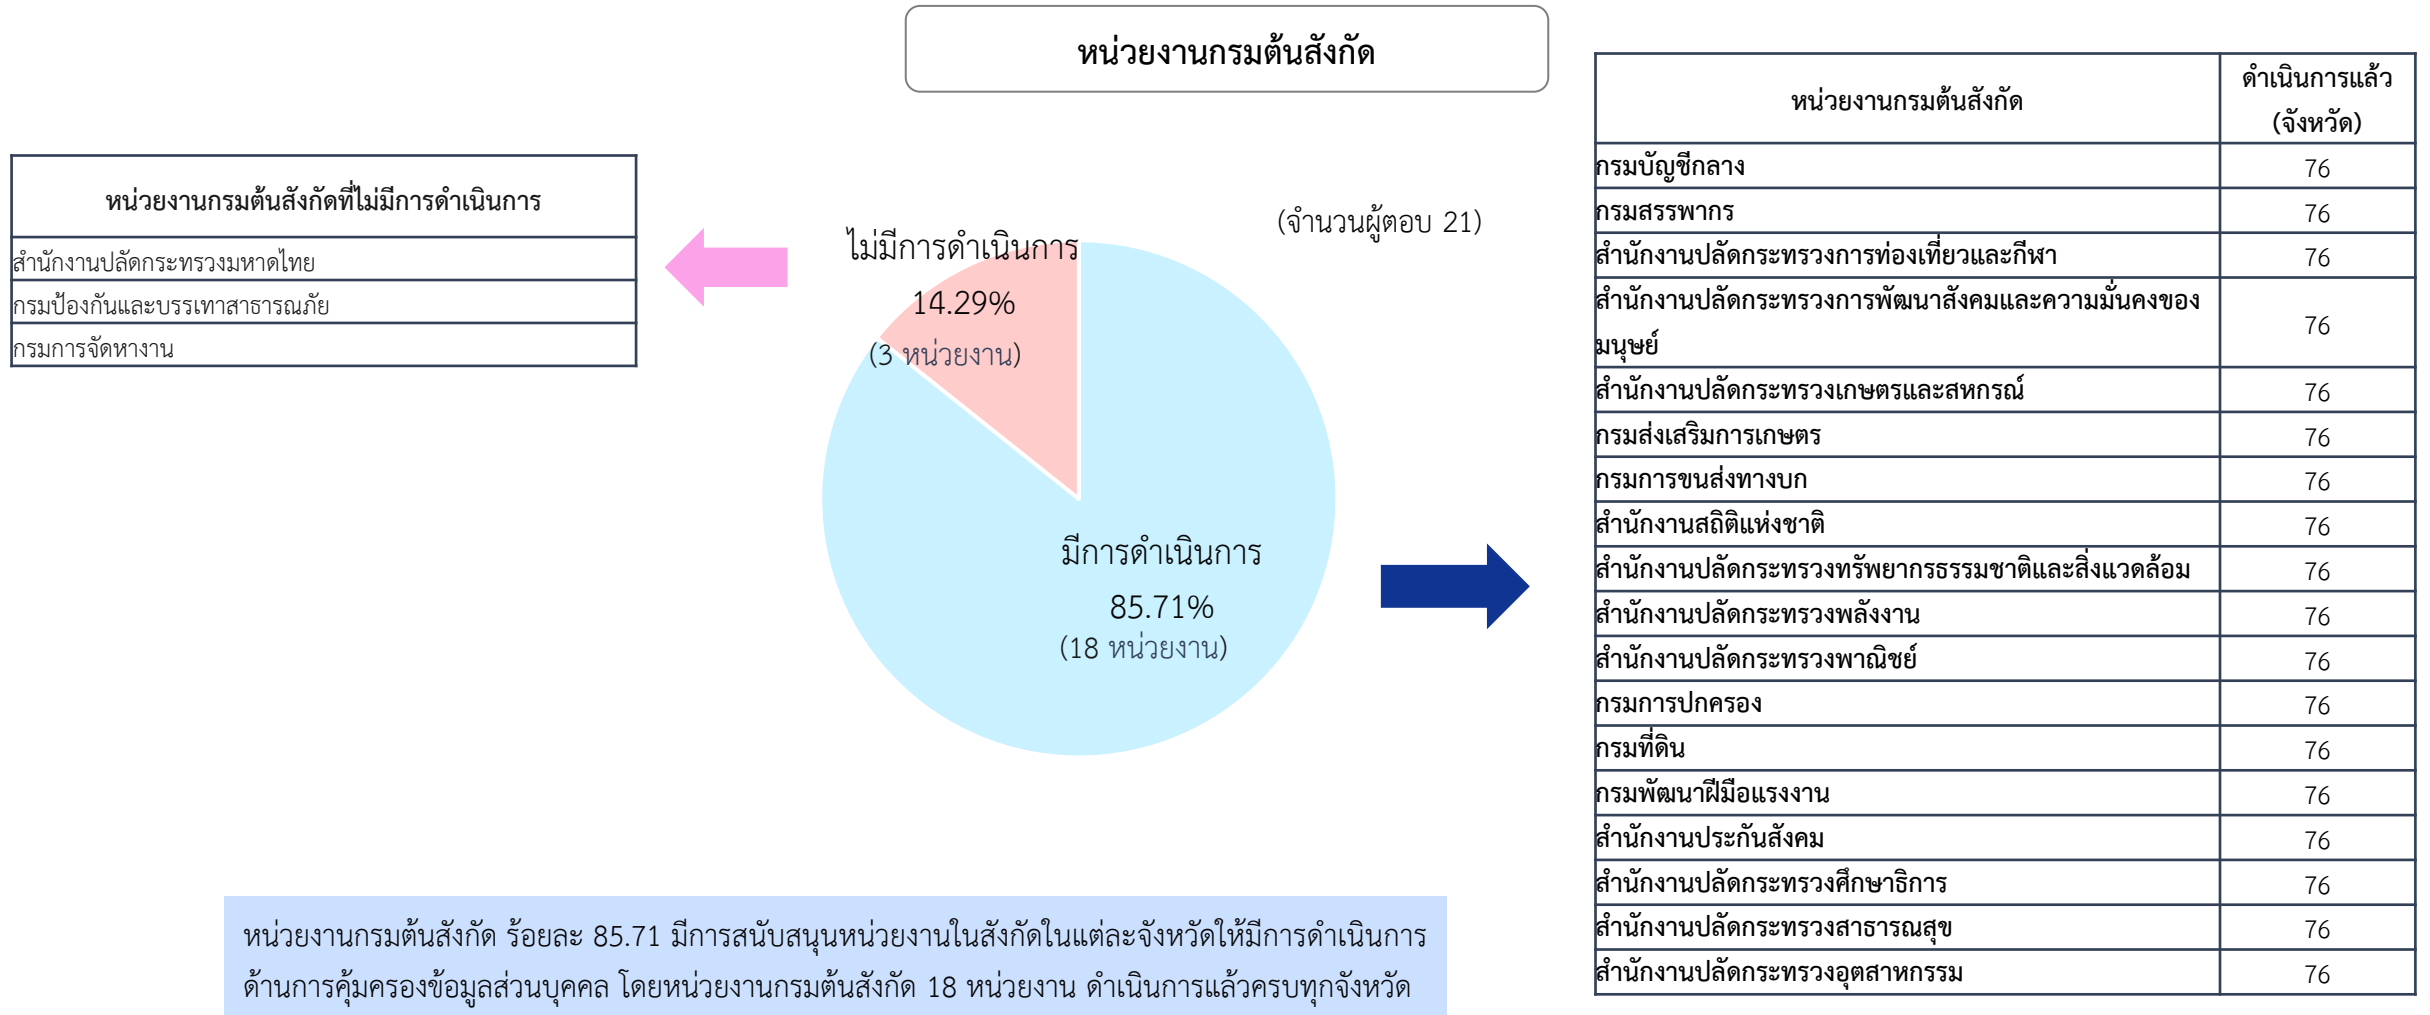 หน่วยงานกรมต้นสังกัด
หน่วยงานกรมต้นสังกัดที่ไม่มีการดำเนินการ
สำนักงานปลัดกระทรวงมหาดไทย
กรมป้องกันและบรรเทาสาธารณภัย
กรมการจัดหางาน
(จำนวนผู้ตอบ 21)
ไม่มีการดำเนินการ
14.29%
(3 หน่วยงาน)
มีการดำเนินการ
85.71%
(18 หน่วยงาน)
หน่วยงานกรมต้นสังกัด ดำเนินการแล้ว
(จังหวัด)
กรมบัญชีกลาง 76
กรมสรรพากร 76
สำนักงานปลัดกระทรวงการท่องเที่ยวและกีฬา 76
สำนักงานปลัดกระทรวงการพัฒนาสังคมและความมั่นคงของ
มนุษย์ 76
สำนักงานปลัดกระทรวงเกษตรและสหกรณ์ 76
กรมส่งเสริมการเกษตร 76
กรมการขนส่งทางบก 76
สำนักงานสถิติแห่งชาติ 76
สำนักงานปลัดกระทรวงทรัพยากรธรรมชาติและสิ่งแวดล้อม 76
สำนักงานปลัดกระทรวงพลังงาน 76
สำนักงานปลัดกระทรวงพาณิชย์ 76
กรมการปกครอง 76
กรมที่ดิน 76
กรมพัฒนาฝีมือแรงงาน 76
สำนักงานประกันสังคม 76
สำนักงานปลัดกระทรวงศึกษาธิการ 76
สำนักงานปลัดกระทรวงสาธารณสุข 76
สำนักงานปลัดกระทรวงอุตสาหกรรม 76
หน่วยงานกรมต้นสังกัด ร้อยละ 85.71 มีการสนับสนุนหน่วยงานในสังกัดในแต่ละจังหวัดให้มีการดำเนินการ
ด้านการคุ้มครองข้อมูลส่วนบุคคล โดยหน่วยงานกรมต้นสังกัด 18 หน่วยงาน ดำเนินการแล้วครบทุกจังหวัด